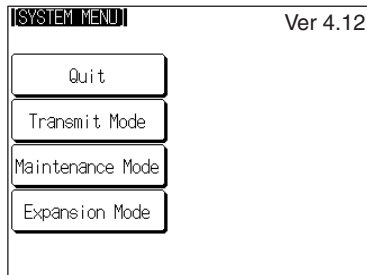 [SYSTEM MENU]
Ver 4.12
Quit
Transmit Mode
Maintenance Mode
Expansion Mode